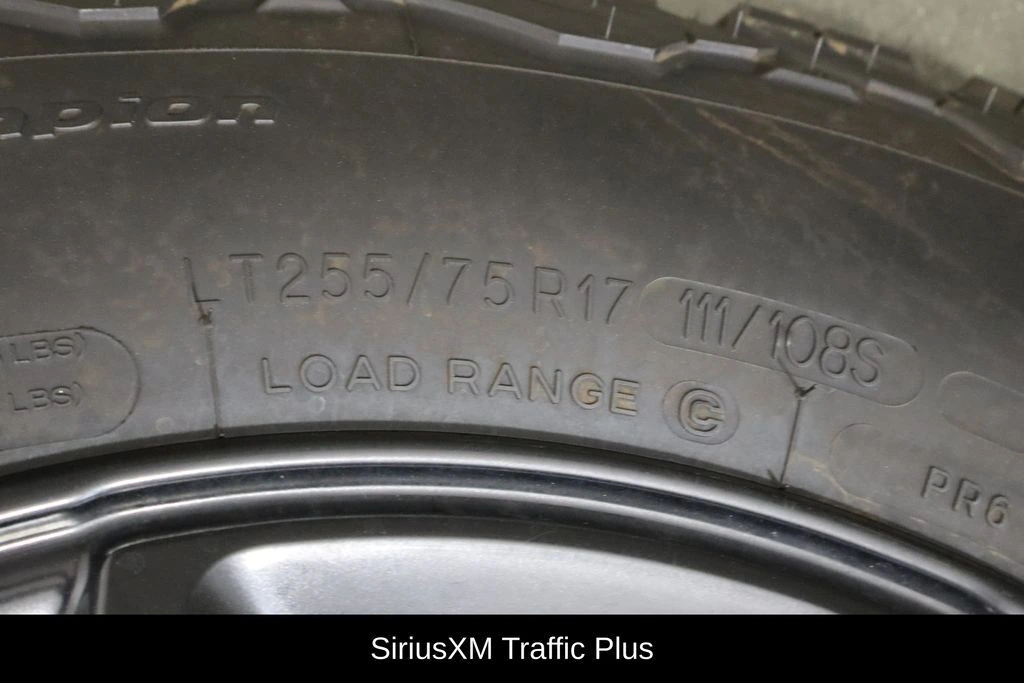 LT255/75R17 111/108S
LBS)
LOAD RANGE C
LBS)
PR6
SiriusXM Traffic Plus